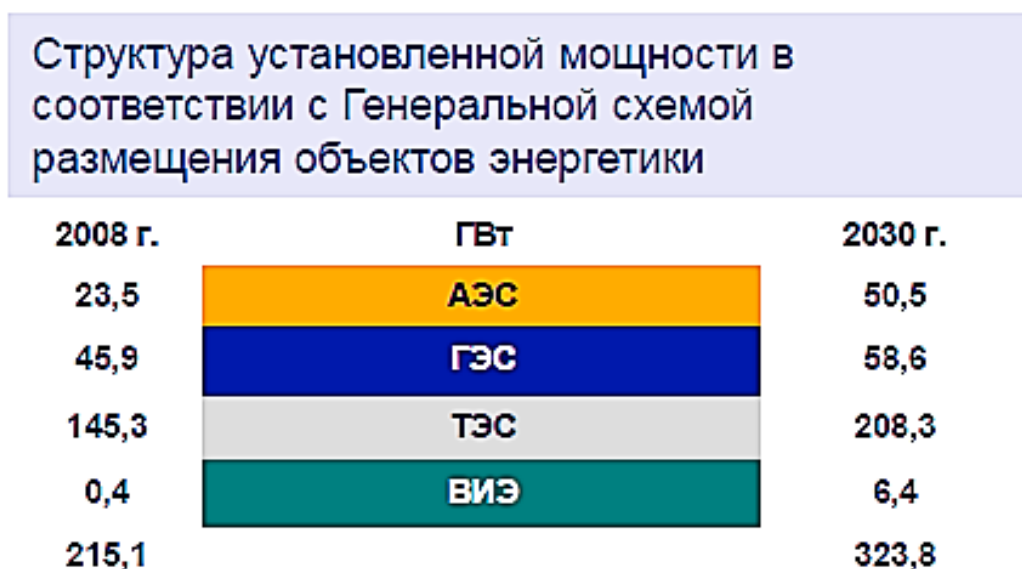 Структура установленной мощности в
соответствии с Генеральной схемой
размещения объектов энергетики
2008 г. ГВт 2030 г.
23,5 АЭС 50,5
45,9 ГЭС 58,6
145,3 ТЭС 208,3
0,4 ВИЭ 6,4
215,1 323,8